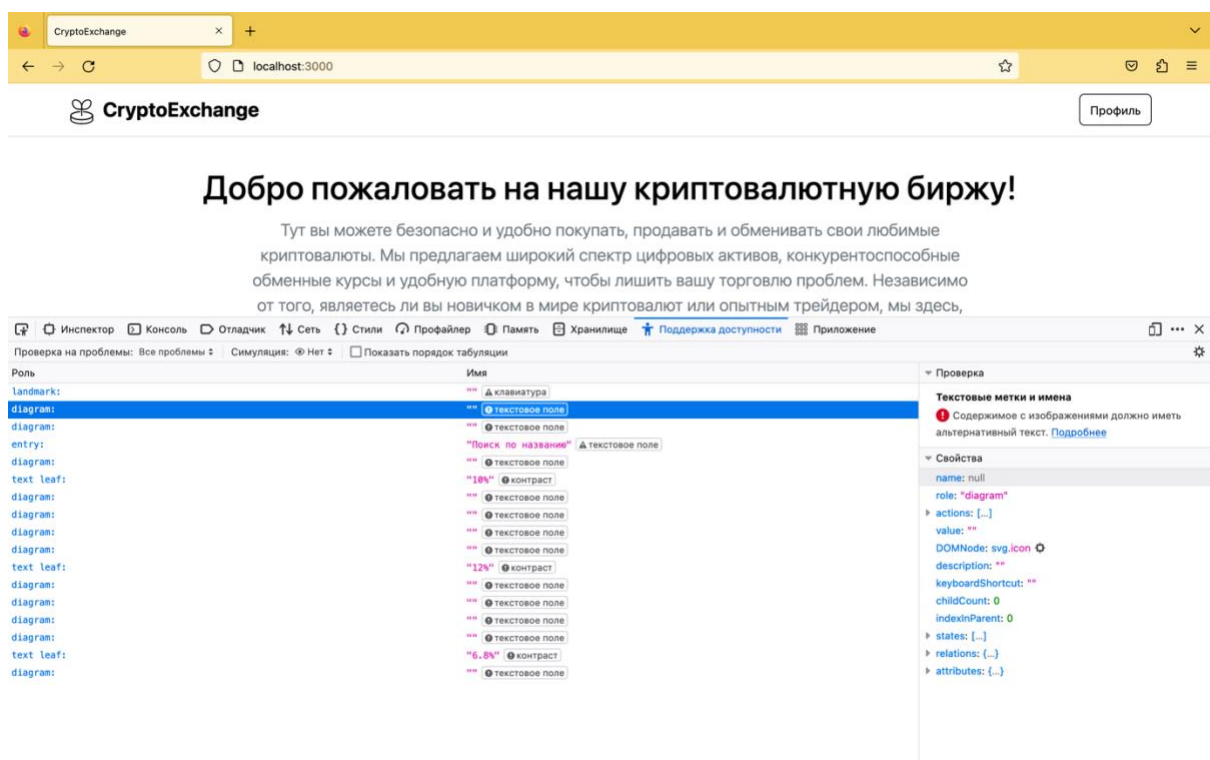 CryptoExchange
localhost:3000
CryptoExchange
Профиль
Добро пожаловать на нашу криптовалютную биржу!
Тут вы можете безопасно и удобно покупать, продавать и обменивать свои любимые
криптовалюты. Мы предлагаем широкий спектр цифровых активов, конкурентоспособные
обменные курсы и удобную платформу, чтобы лишить вашу торговлю проблем. Независимо
от того, являетесь ли вы новичком в мире криптовалют или опытным трейдером, мы здесь,
Инспектор Консоль Отладчик Сеть Стили Профайлер Память Хранилище Поддержка доступности Приложение
Проверка на проблемы: Все проблемы Симуляция: Нет Показать порядок табуляции
Роль Имя
landmark: "" клавиатура
diagram: "" текстовое поле
diagram: "" текстовое поле
entry: "Поиск по названию" текстовое поле
diagram: "" текстовое поле
text leaf: "10%" контраст
diagram: "" текстовое поле
diagram: "" текстовое поле
diagram: "" текстовое поле
diagram: "" текстовое поле
text leaf: "12%" контраст
diagram: "" текстовое поле
diagram: "" текстовое поле
diagram: "" текстовое поле
diagram: "" текстовое поле
text leaf: "6.8%" контраст
diagram: "" текстовое поле
Проверка
Текстовые метки и имена
Содержимое с изображениями должно иметь
альтернативный текст. Подробнее
Свойства
name: null
role: "diagram"
actions: […]
value: ""
DOMNode: svg.icon
description: ""
keyboardShortcut: ""
childCount: 0
indexInParent: 0
states: […]
relations: {…}
attributes: {…}